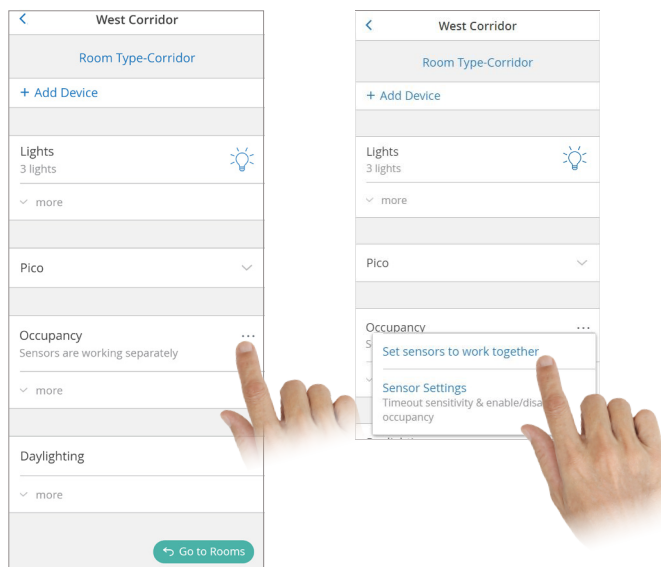 West Corridor
Room Type-Corridor
+ Add Device
Lights
3 lights
more
Pico
Occupancy
Sensors are working separately
more
Daylighting
more
Go to Rooms
West Corridor
Room Type-Corridor
+ Add Device
Lights
3 lights
more
Pico
Occupancy
S
Set sensors to work together
Sensor Settings
Timeout sensitivity & enable/disa
occupancy